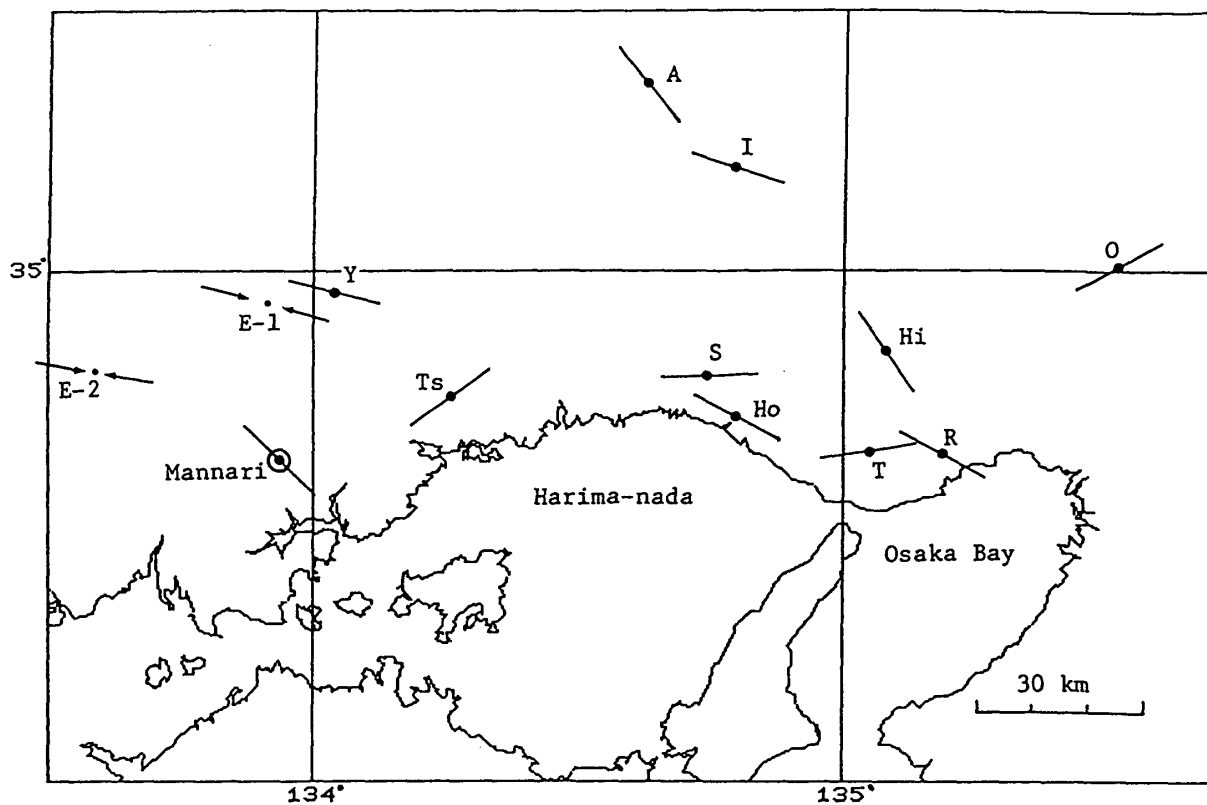 A
I
O
35°
Y
E-1
Hi
S
E-2
Ts
Ho
R
Mannari
T
Harima-nada
Osaka Bay
30 km
134°
135°